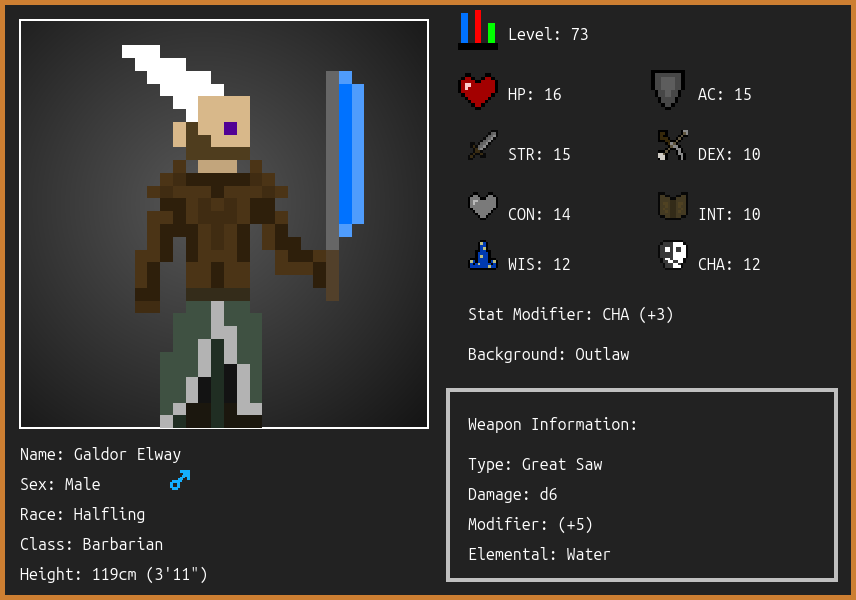 Level: 73
HP: 16
AC: 15
STR: 15
DEX: 10
CON: 14
INT: 10
WIS: 12
CHA: 12
Stat Modifier: CHA (+3)
Background: Outlaw
Weapon Information:
Type: Great Saw
Damage: d6
Modifier: (+5)
Elemental: Water
Name: Galdor Elway
Sex: Male
Race: Halfling
Class: Barbarian
Height: 119cm (3'11")